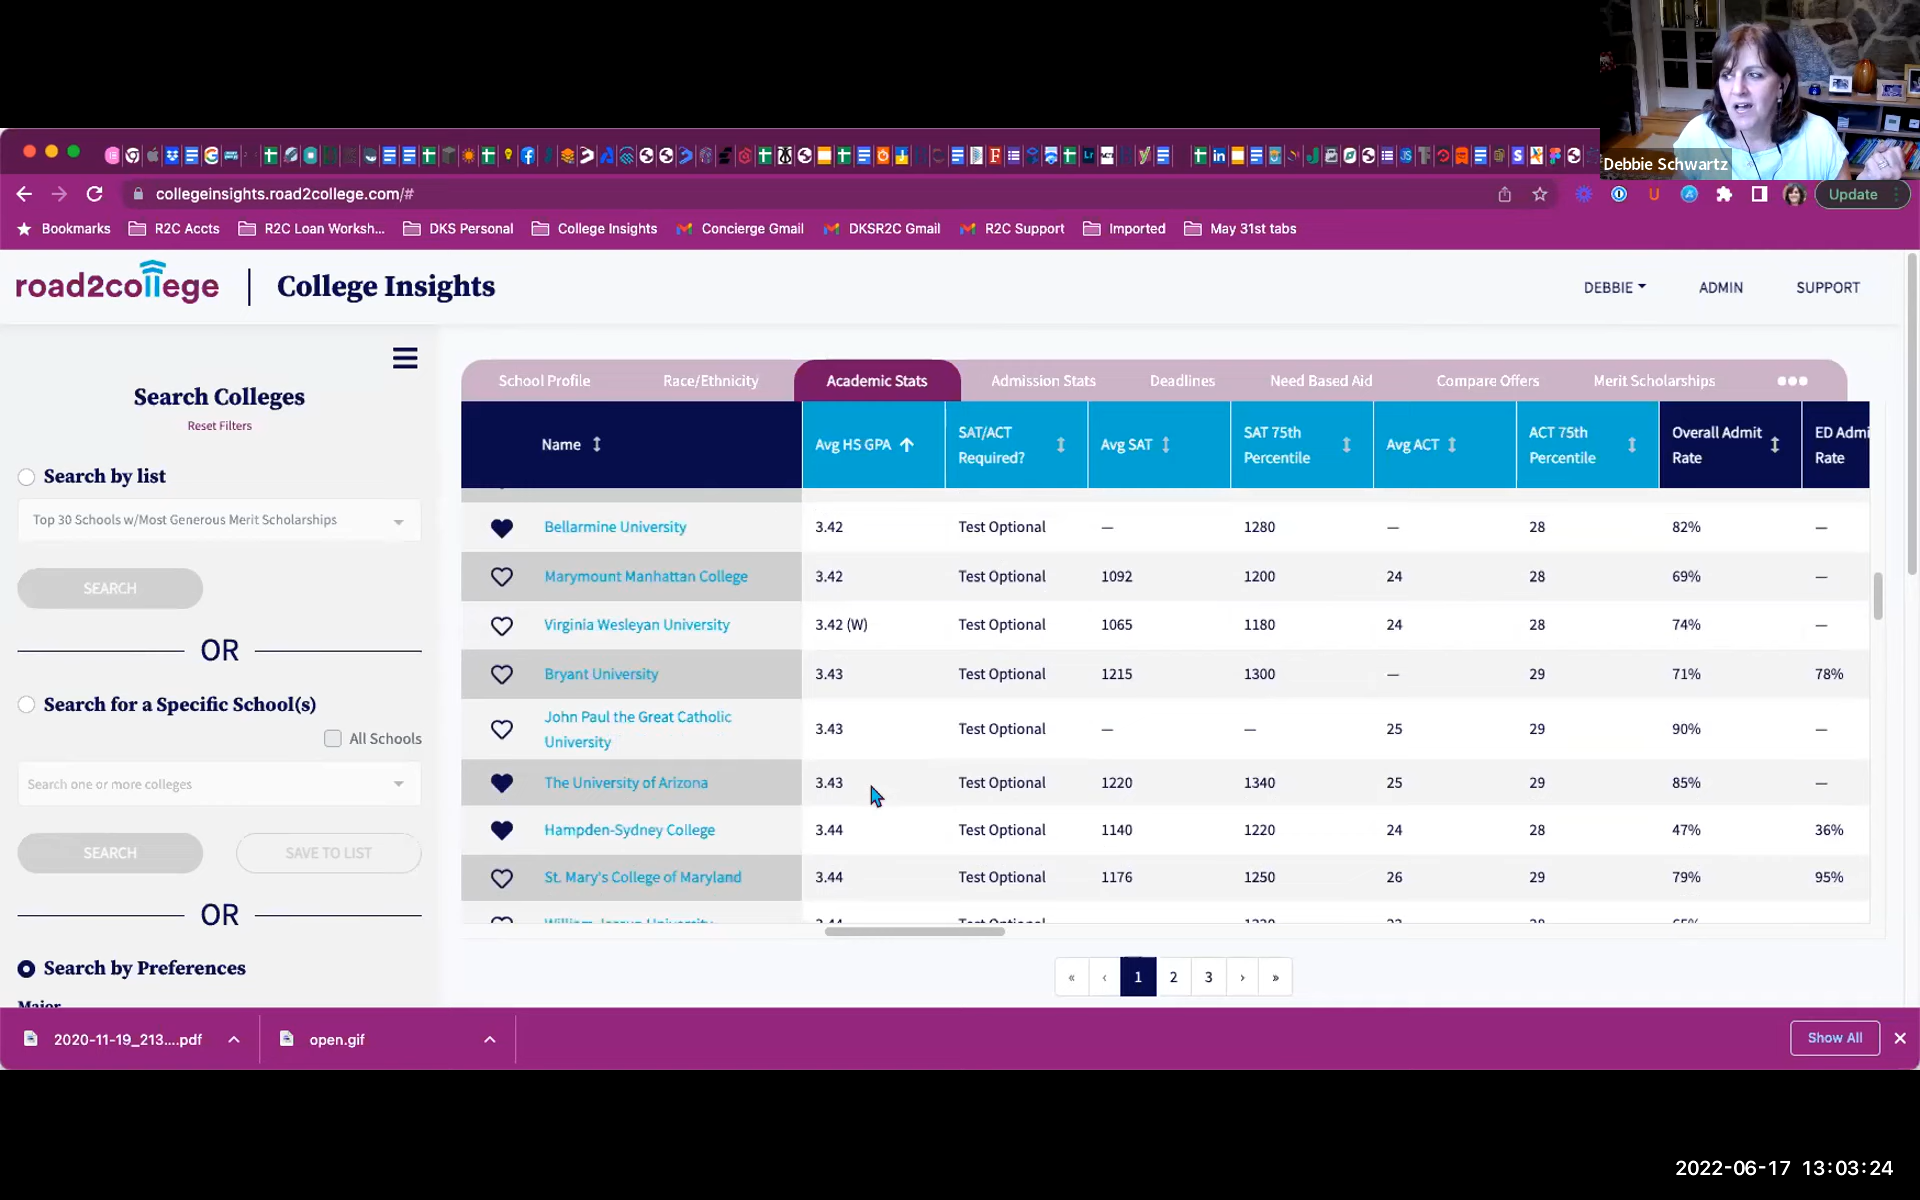 Debbie Schwartz
collegeinsights.road2college.com/#
Update
Bookmarks R2C Accts R2C Loan Worksh... DKS Personal College Insights Concierge Gmail DKSR2C Gmail R2C Support Imported May 31st tabs
road2college | College Insights
DEBBIE ADMIN SUPPORT
Search Colleges
Reset Filters
Search by list
Top 30 Schools w/Most Generous Merit Scholarships
SEARCH
OR
Search for a Specific School(s)
All Schools
Search one or more colleges
SEARCH SAVE TO LIST
OR
Search by Preferences
Major
School Profile Race/Ethnicity Academic Stats Admission Stats Deadlines Need Based Aid Compare Offers Merit Scholarships
Name Avg HS GPA SAT/ACT Required? Avg SAT SAT 75th Percentile Avg ACT ACT 75th Percentile Overall Admit Rate ED Admi Rate
Bellarmine University 3.42 Test Optional — 1280 — 28 82% —
Marymount Manhattan College 3.42 Test Optional 1092 1200 24 28 69% —
Virginia Wesleyan University 3.42 (W) Test Optional 1065 1180 24 28 74% —
Bryant University 3.43 Test Optional 1215 1300 — 29 71% 78%
John Paul the Great Catholic University 3.43 Test Optional — — 25 29 90% —
The University of Arizona 3.43 Test Optional 1220 1340 25 29 85% —
Hampden-Sydney College 3.44 Test Optional 1140 1220 24 28 47% 36%
St. Mary's College of Maryland 3.44 Test Optional 1176 1250 26 29 79% 95%
« ‹ 1 2 3 › »
2020-11-19_213....pdf open.gif Show All
2022-06-17 13:03:24